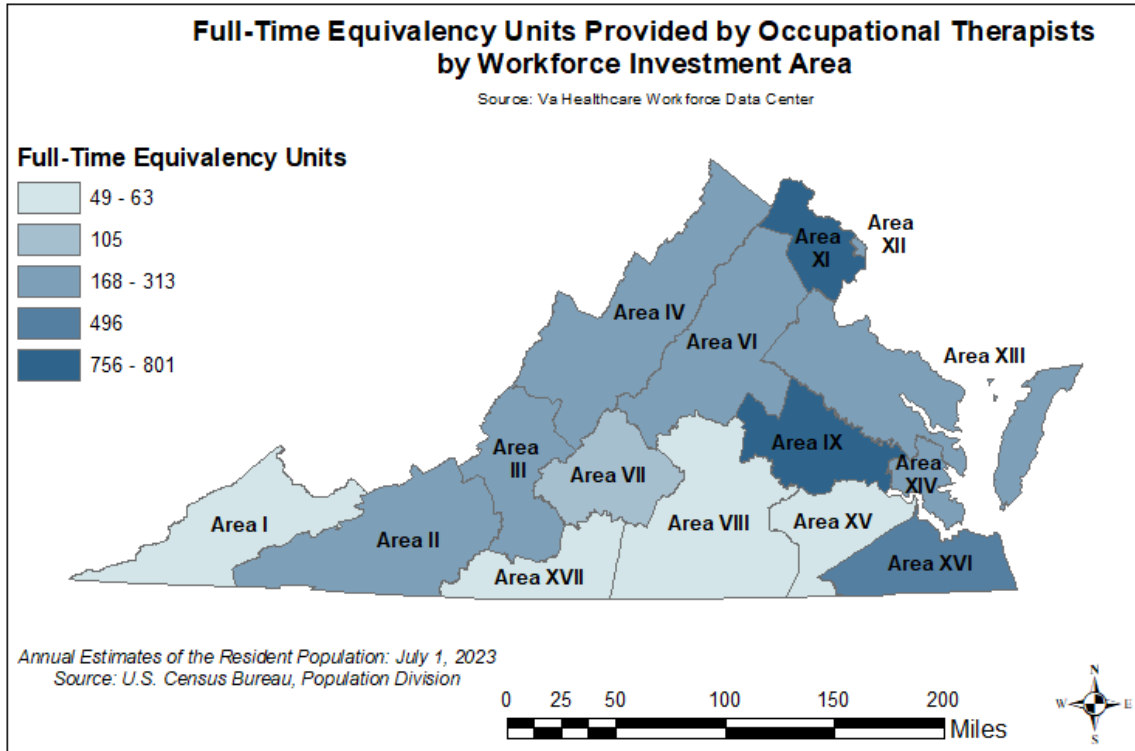 Full-Time Equivalency Units Provided by Occupational Therapists
by Workforce Investment Area
Source: Va Healthcare Workforce Data Center
Full-Time Equivalency Units
49 - 63
105
168 - 313
496
756 - 801
Area
XII
Area
XI
Area IV
Area VI
Area XIII
Area IX
Area
III
Area VII
Area
XIV
Area I
Area II
Area VIII
Area XV
Area XVII
Area XVI
Annual Estimates of the Resident Population: July 1, 2023
Source: U.S. Census Bureau, Population Division
0 25 50 100 150 200
Miles
N
W E
S